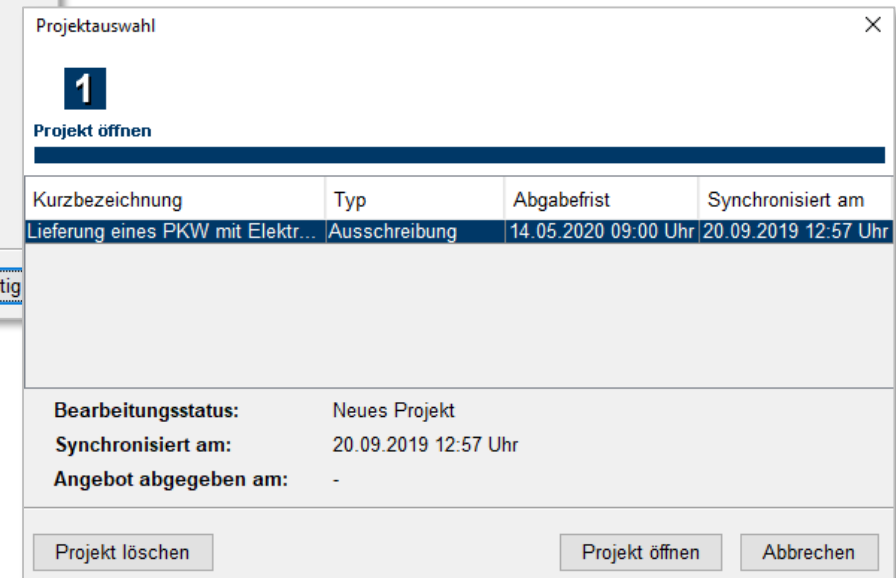 Projektauswahl
1
Projekt öffnen
Kurzbezeichnung Typ Abgabefrist Synchronisiert am
Lieferung eines PKW mit Elektr... Ausschreibung 14.05.2020 09:00 Uhr 20.09.2019 12:57 Uhr
tig
Bearbeitungsstatus: Neues Projekt
Synchronisiert am: 20.09.2019 12:57 Uhr
Angebot abgegeben am: -
Projekt löschen Projekt öffnen Abbrechen